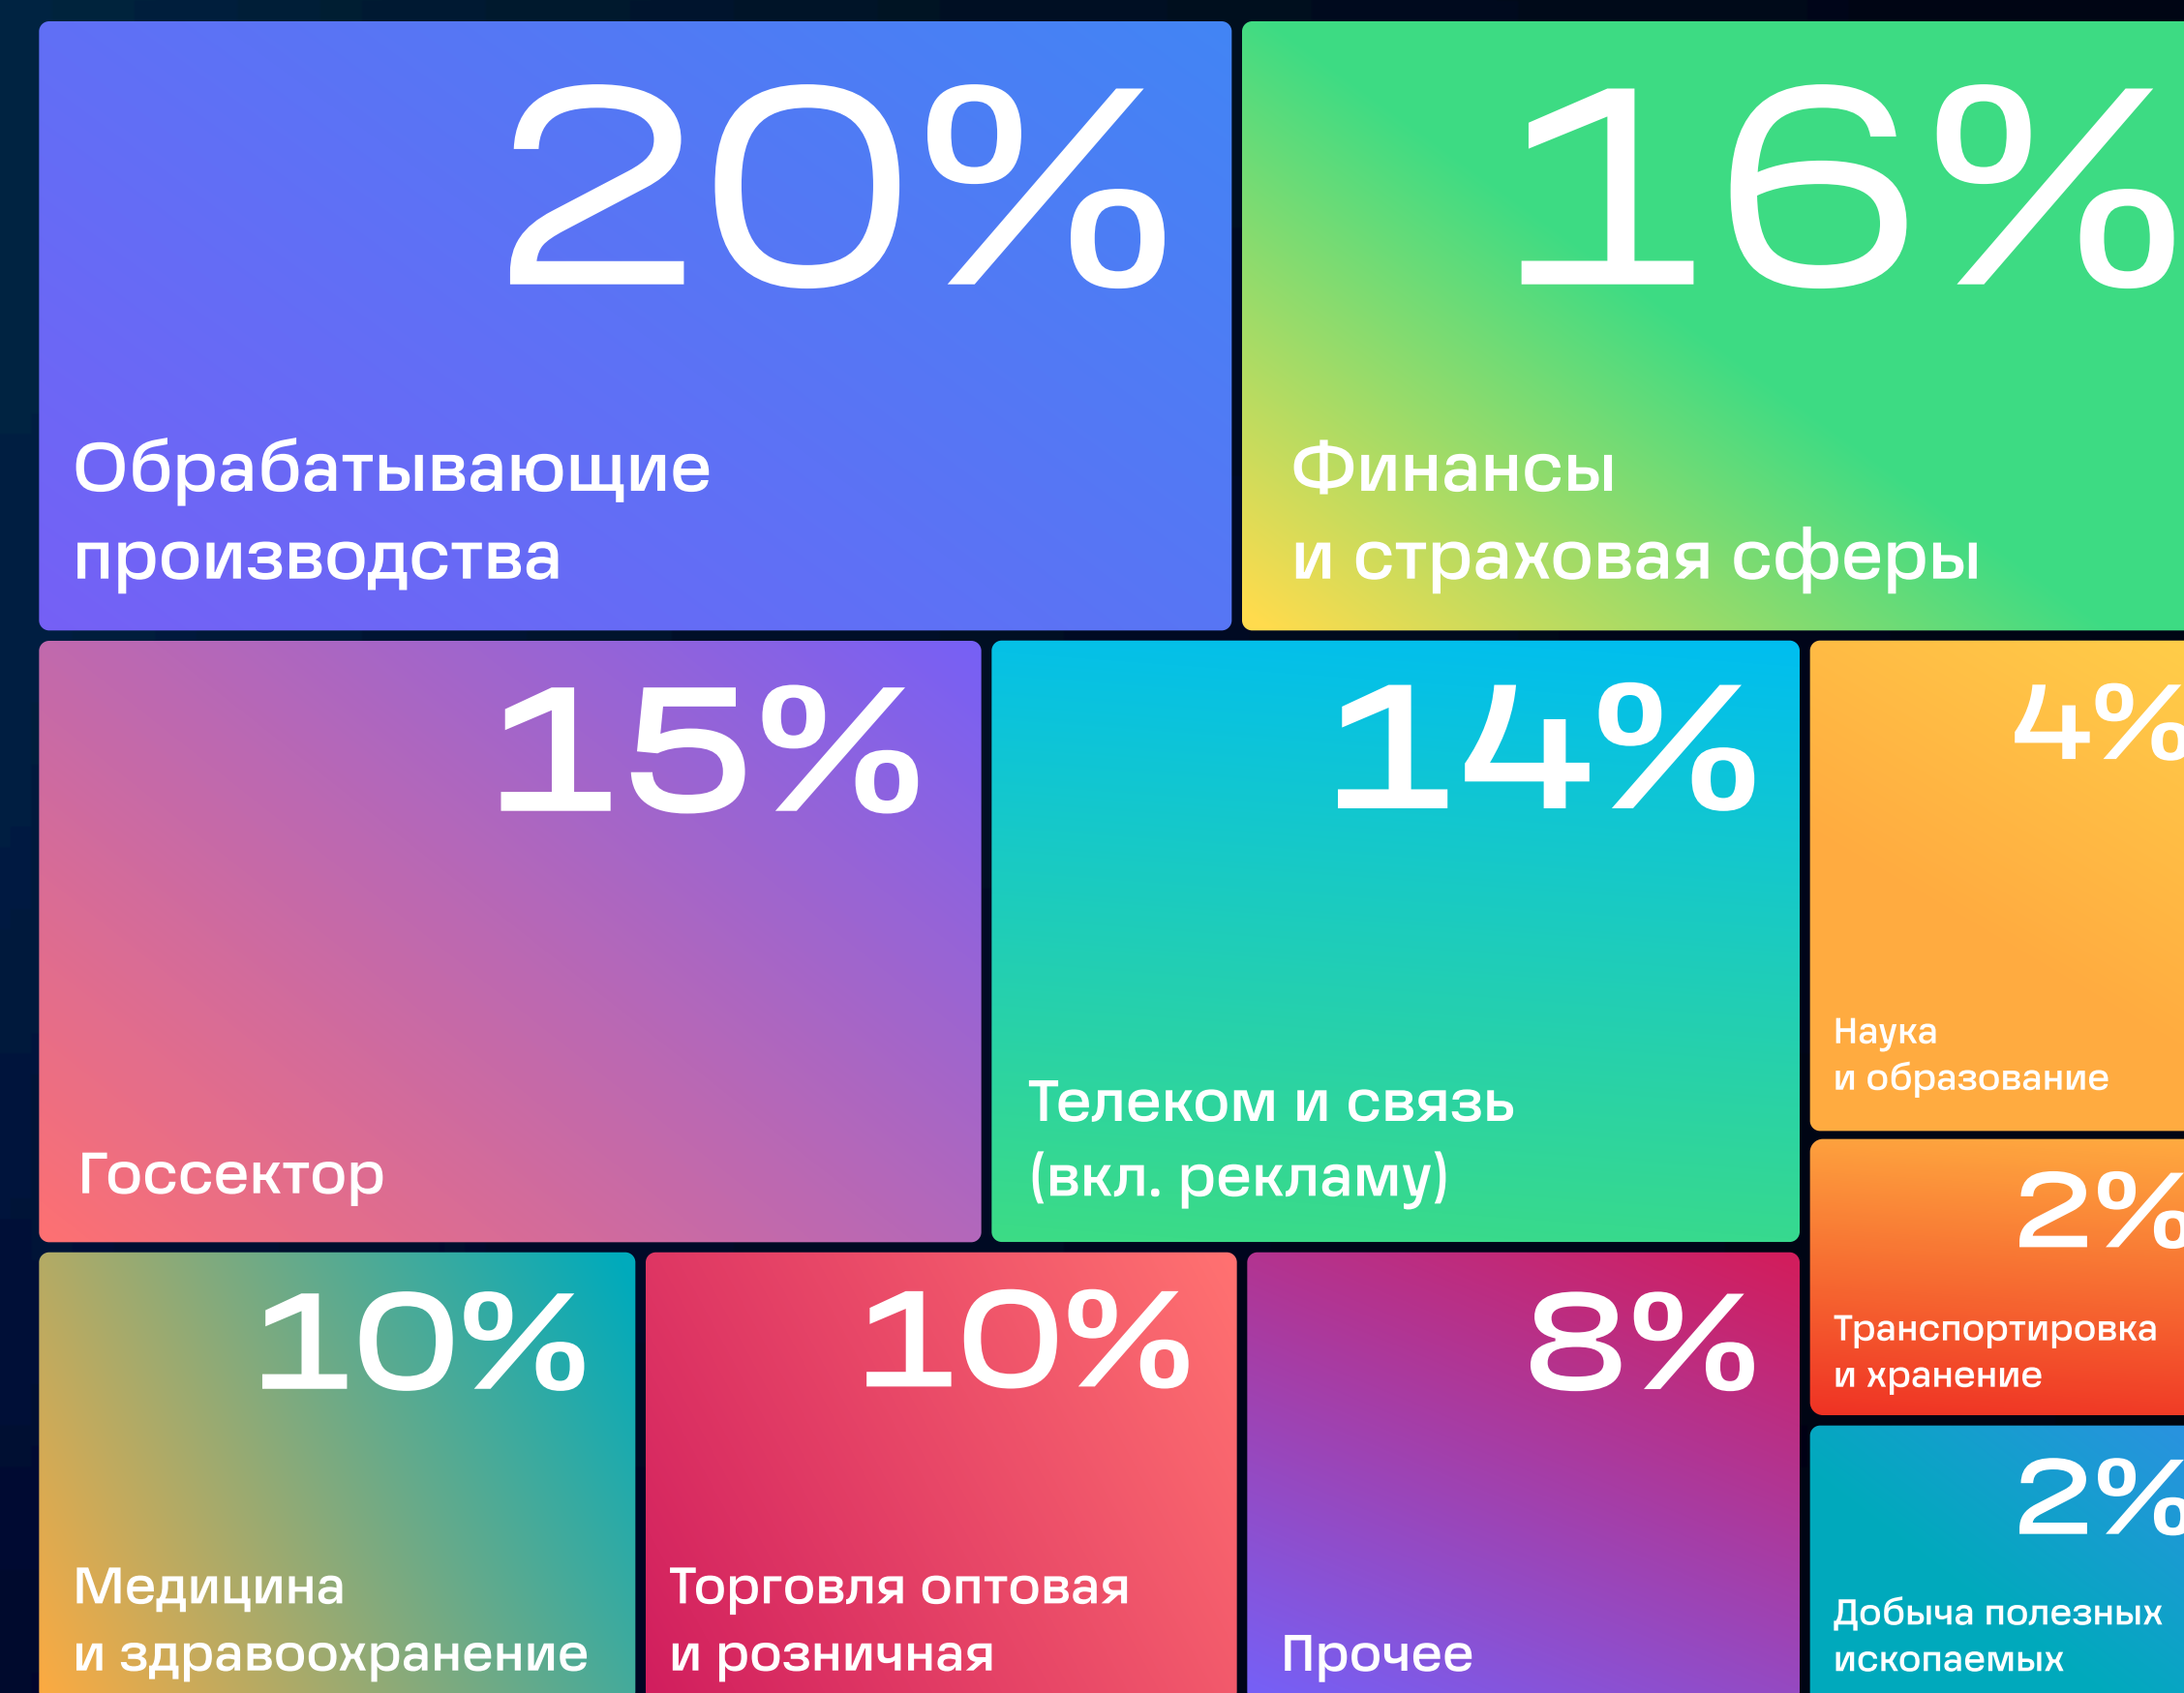 20%
Обрабатывающие
производства
16%
Финансы
и страховая сферы
15%
Госсектор
14%
Телеком и связь
(вкл. рекламу)
4%
Наука
и образование
2%
Транспортировка
и хранение
10%
Медицина
и здравоохранение
10%
Торговля оптовая
и розничная
8%
Прочее
2%
Добыча полезных
ископаемых